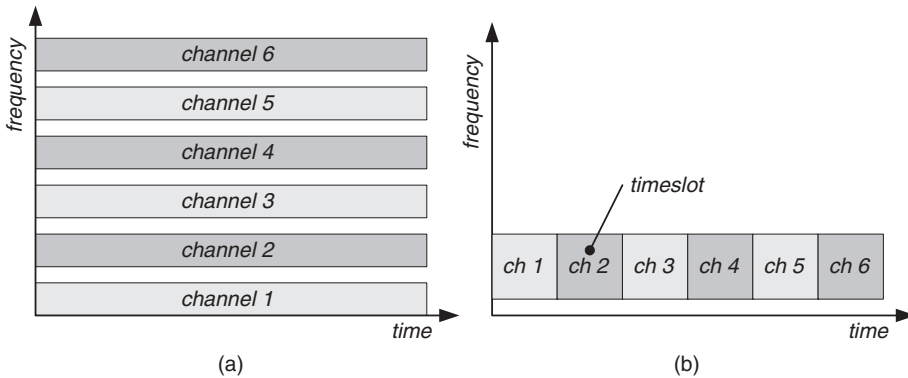 frequency
channel 6
channel 5
channel 4
channel 3
channel 2
channel 1
time
(a)
frequency
timeslot
ch 1 ch 2 ch 3 ch 4 ch 5 ch 6
time
(b)